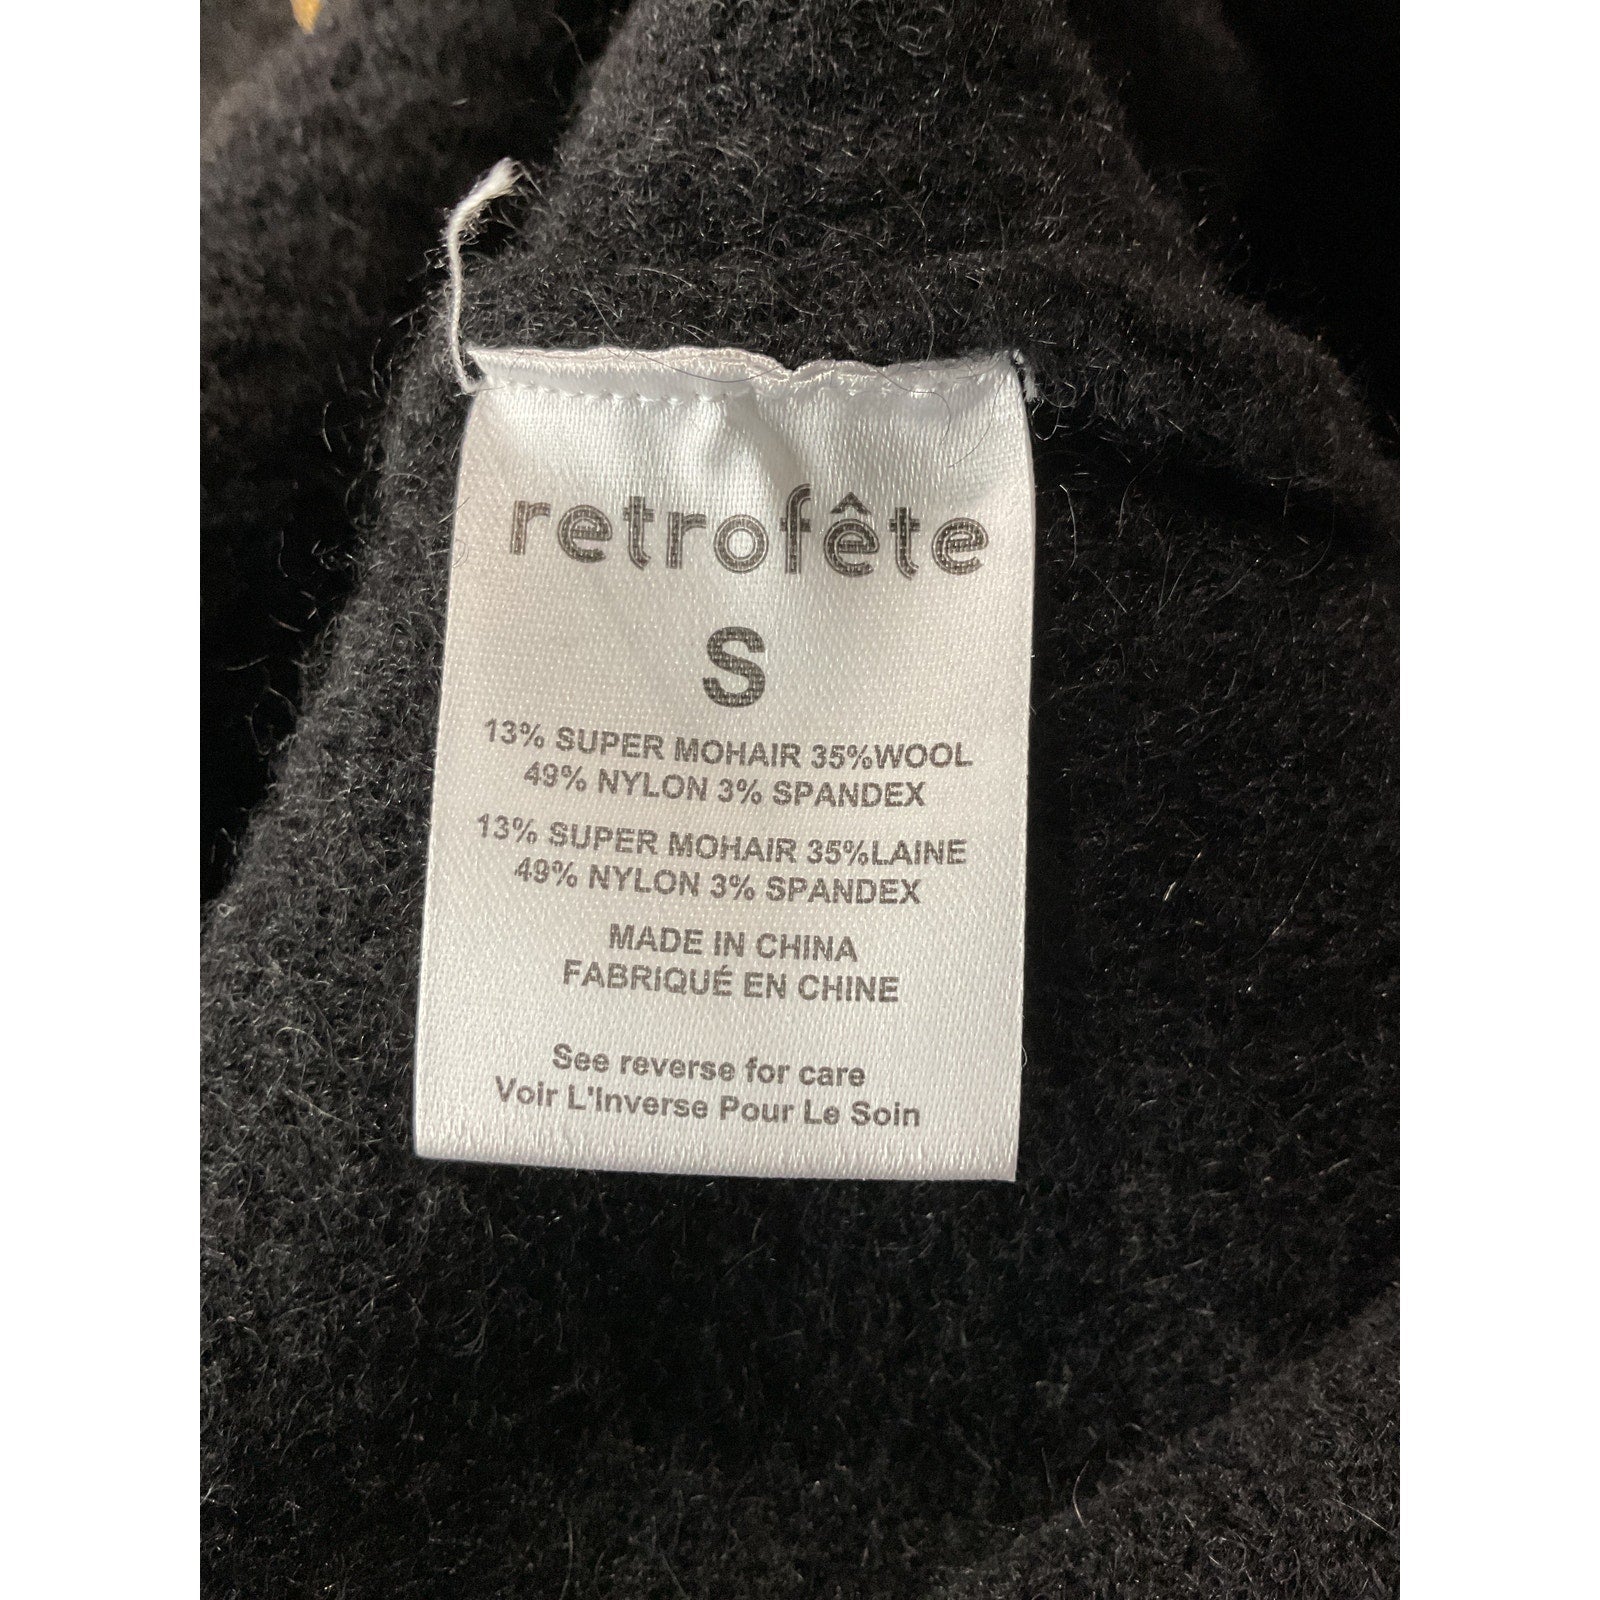 retrofête
S
13% SUPER MOHAIR 35%WOOL
49% NYLON 3% SPANDEX
13% SUPER MOHAIR 35%LAINE
49% NYLON 3% SPANDEX
MADE IN CHINA
FABRIQUÉ EN CHINE
See reverse for care
Voir L'Inverse Pour Le Soin